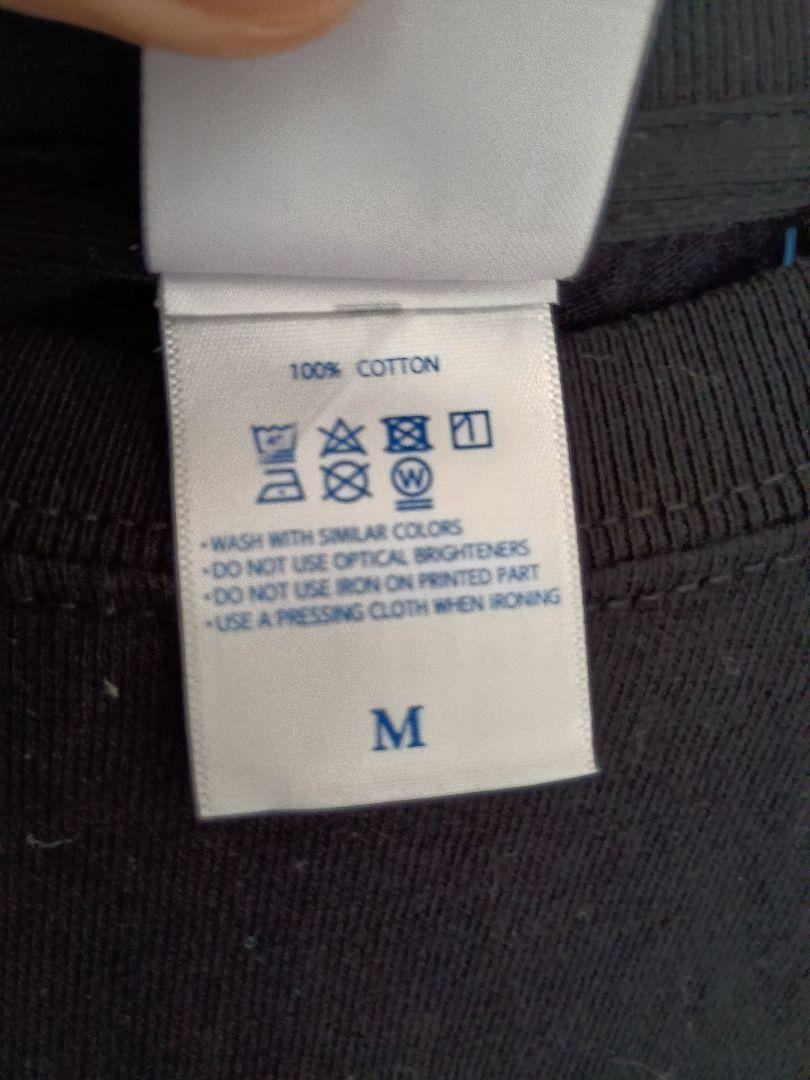 100% COTTON
W
•WASH WITH SIMILAR COLORS
•DO NOT USE OPTICAL BRIGHTENERS
•DO NOT USE IRON ON PRINTED PART
•USE A PRESSING CLOTH WHEN IRONING
M